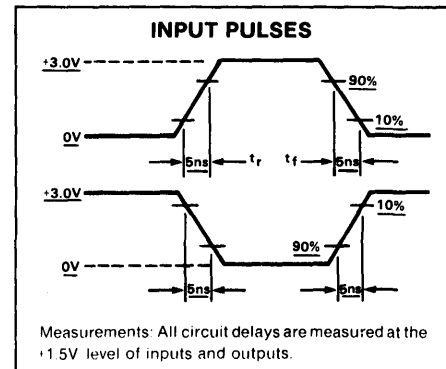 INPUT PULSES
+3.0V
90%
10%
0V
5ns
tr
tf
5ns
+3.0V
10%
90%
0V
5ns
5ns
Measurements: All circuit delays are measured at the
+1.5V level of inputs and outputs.